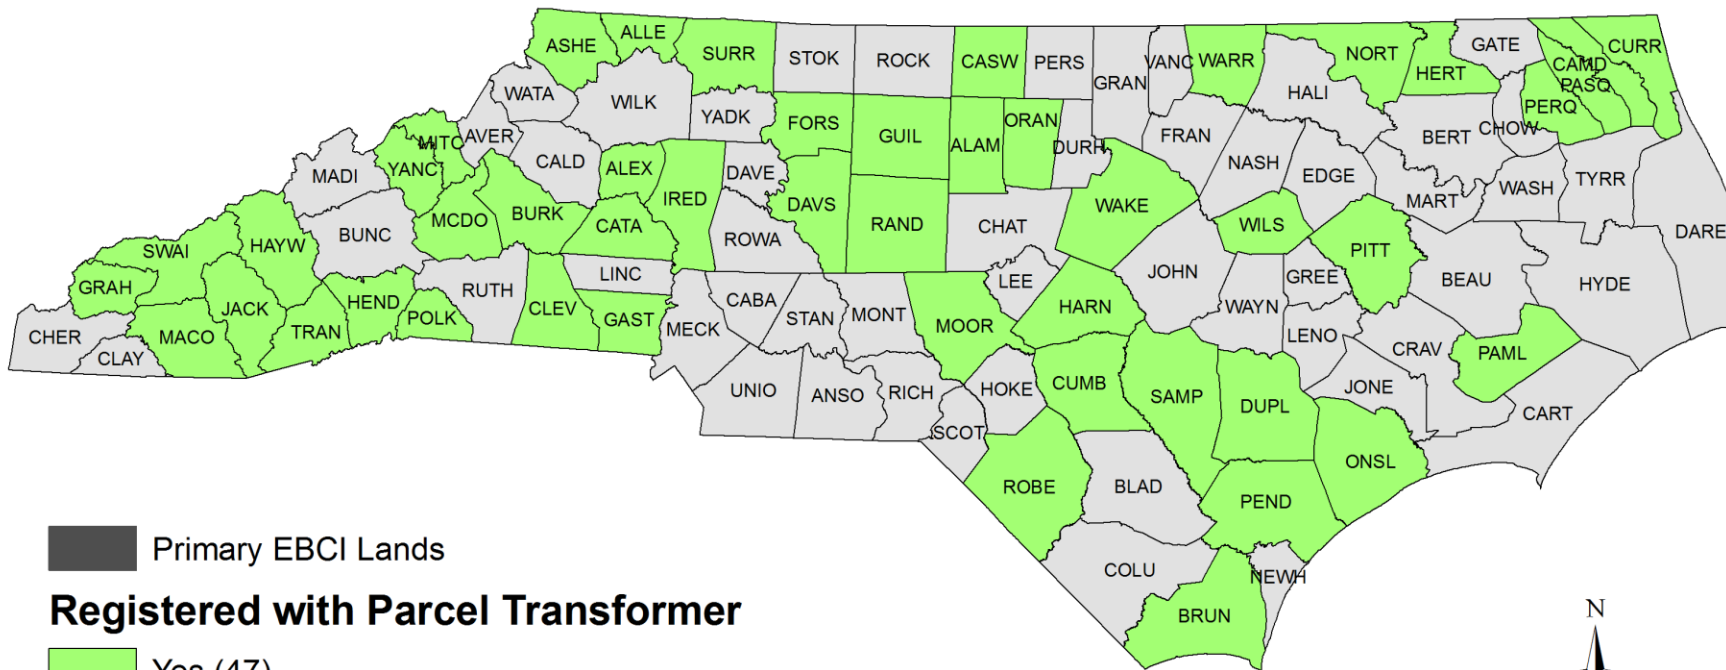 ASHE
ALLE
SURR
STOK
ROCK
CASW
PERS
GRAN
VANC
WARR
HALI
NORT
HERT
GATE
CAMD
PASQ
CURR
PERQ
CHOW
WATA
WILK
YADK
FORS
GUIL
ALAM
ORAN
DURH
FRAN
NASH
EDGE
BERT
MART
WASH
TYRR
DARE
MITC
AVER
CALD
ALEX
IRED
DAVE
DAVS
RAND
CHAT
WAKE
WILS
PITT
BEAU
HYDE
MADI
YANC
BUNC
MCDO
BURK
CATA
ROWA
LEE
JOHN
WAYN
GREE
LENO
CRAV
PAML
SWAI
HAYW
GRAH
JACK
HEND
TRAN
POLK
RUTH
CLEV
LINC
GAST
MECK
CABA
STAN
MONT
MOOR
HARN
CHER
CLAY
MACO
UNIO
ANSO
RICH
SCOT
HOKE
CUMB
SAMP
DUPL
JONE
CART
ONSL
ROBE
BLAD
PEND
COLU
NEWH
BRUN
Primary EBCI Lands
Registered with Parcel Transformer
Yes (47)
N